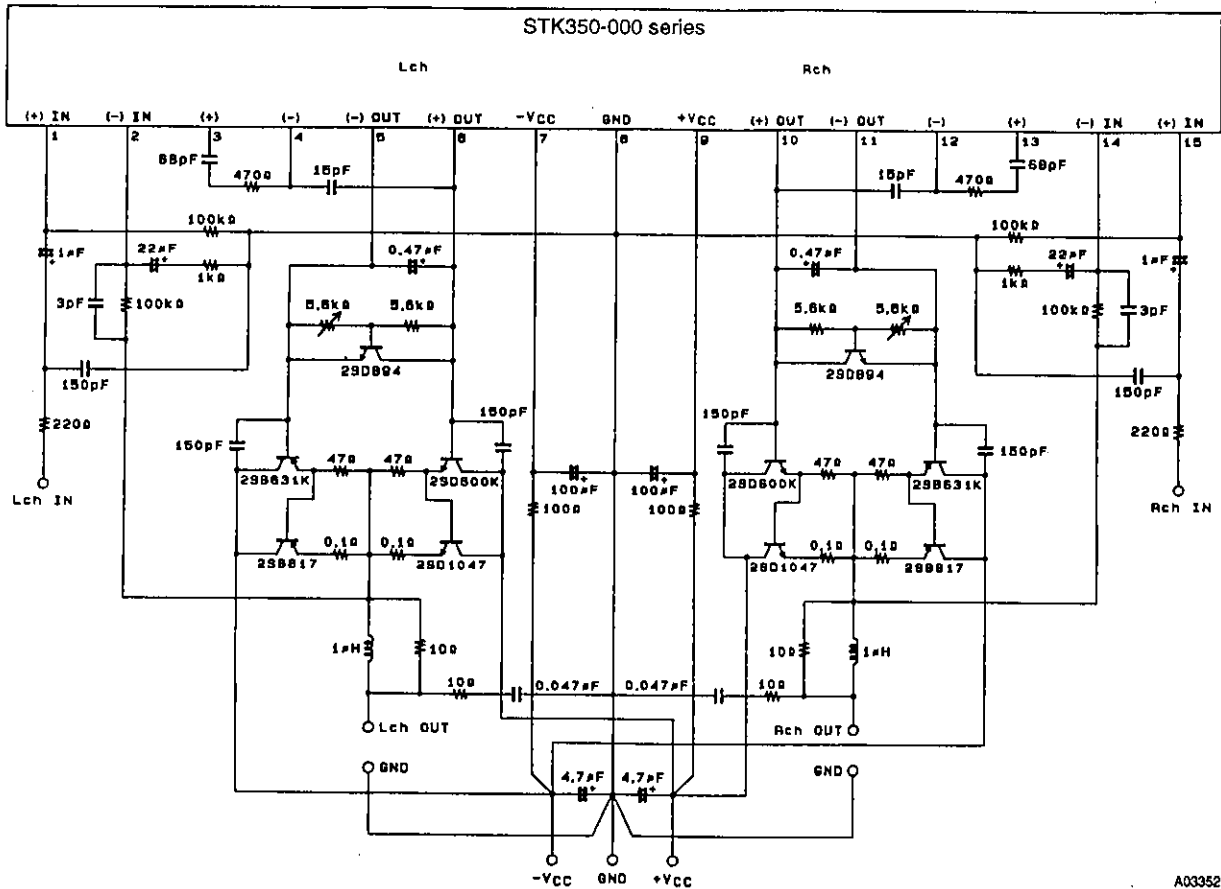 STK350-000 series
Lch Rch
(+) IN (-) IN (+) (-) (-) OUT (+) OUT -VCC GND +VCC (+) OUT (-) OUT (-) (+) (-) IN (+) IN
1 2 3 4 5 6 7 8 9 10 11 12 13 14 15
68pF 470Ω 15pF 15pF 470Ω 68pF
100kΩ 100kΩ
1μF 22μF 0.47μF 0.47μF 22μF 1μF
1kΩ 1kΩ
3pF 100kΩ 5.6kΩ 5.6kΩ 5.6kΩ 5.6kΩ 100kΩ 3pF
150pF 2SD894 2SD894 150pF
220Ω 150pF 150pF 150pF 150pF 220Ω
47Ω 47Ω 47Ω 47Ω
Lch IN 2SB631K 2SD600K 100μF 100μF 2SD600K 2SB631K Rch IN
100Ω 100Ω
0.1Ω 0.1Ω 0.1Ω 0.1Ω
2SB817 2SD1047 2SD1047 2SB817
1μH 10Ω 10Ω 1μH
10Ω 0.047μF 0.047μF 10Ω
Lch OUT Rch OUT
GND 4.7μF 4.7μF GND
-VCC GND +VCC
A03352